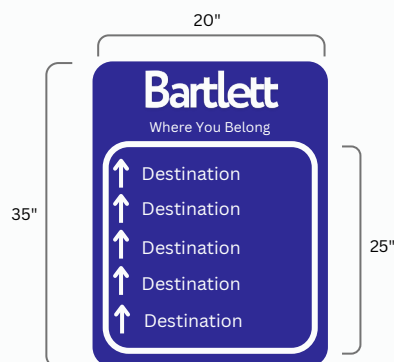 20"
Bartlett
Where You Belong
Destination
Destination
35"
Destination
25"
Destination
Destination